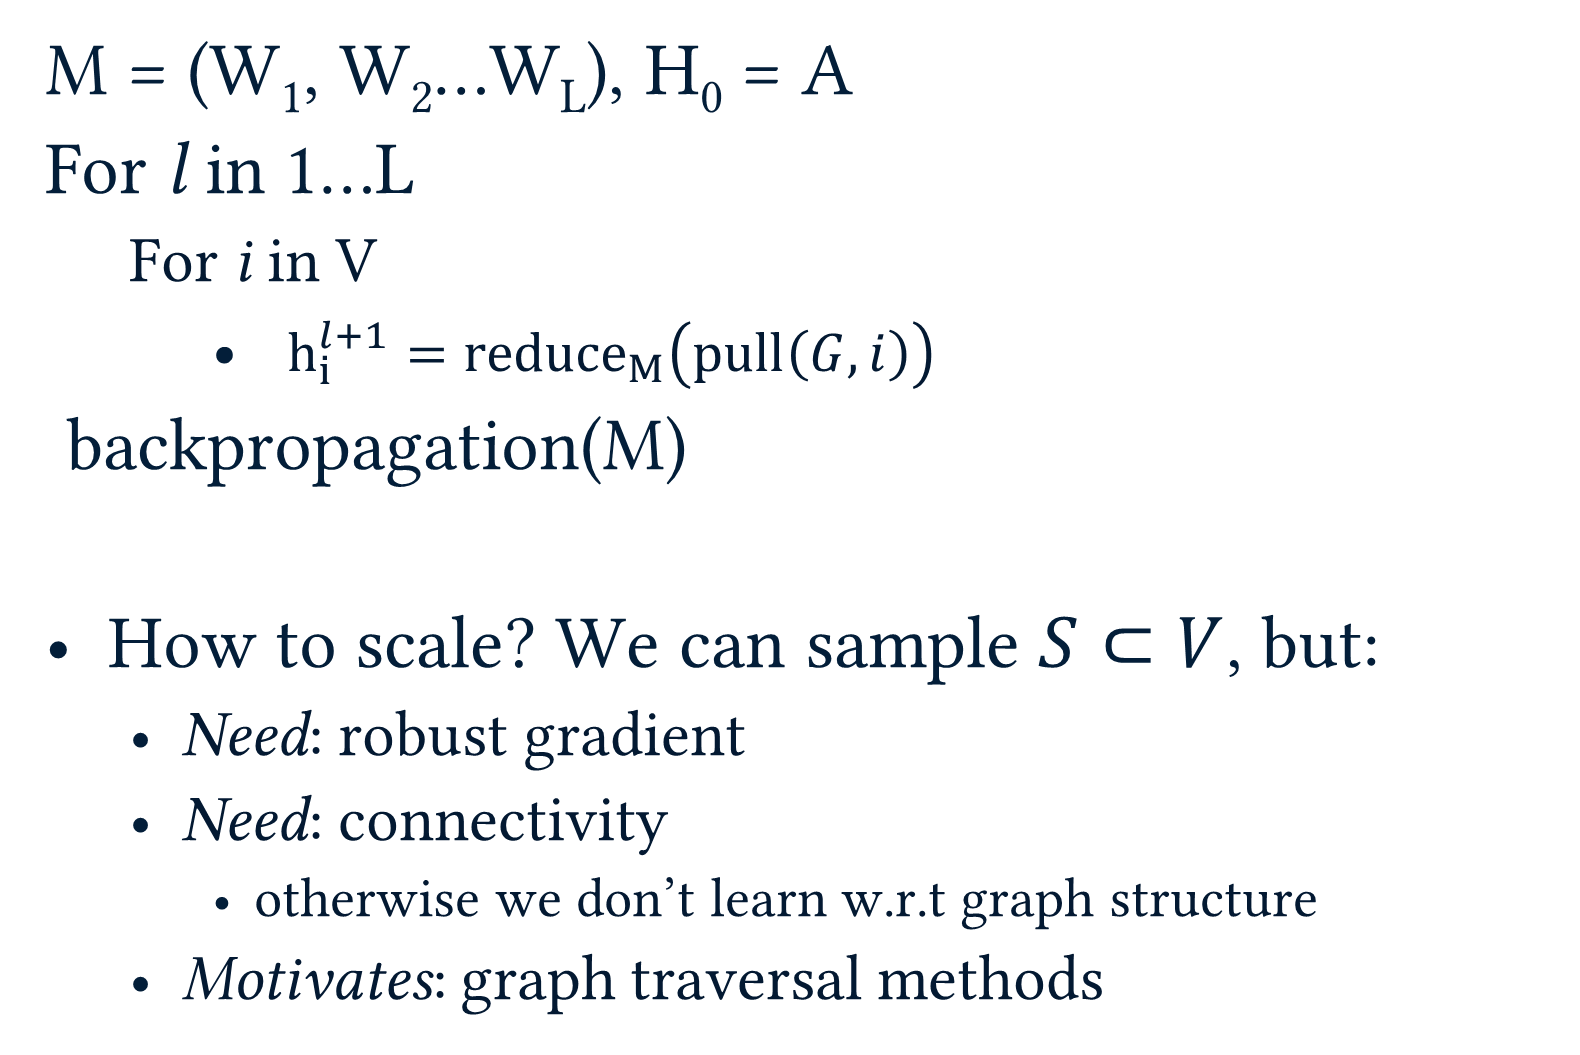 M = (W₁, W₂…W_L), H₀ = A
For l in 1…L
For i in V
• h_i^{l+1} = reduce_M(pull(G, i))
backpropagation(M)
• How to scale? We can sample S ⊂ V, but:
• Need: robust gradient
• Need: connectivity
• otherwise we don’t learn w.r.t graph structure
• Motivates: graph traversal methods